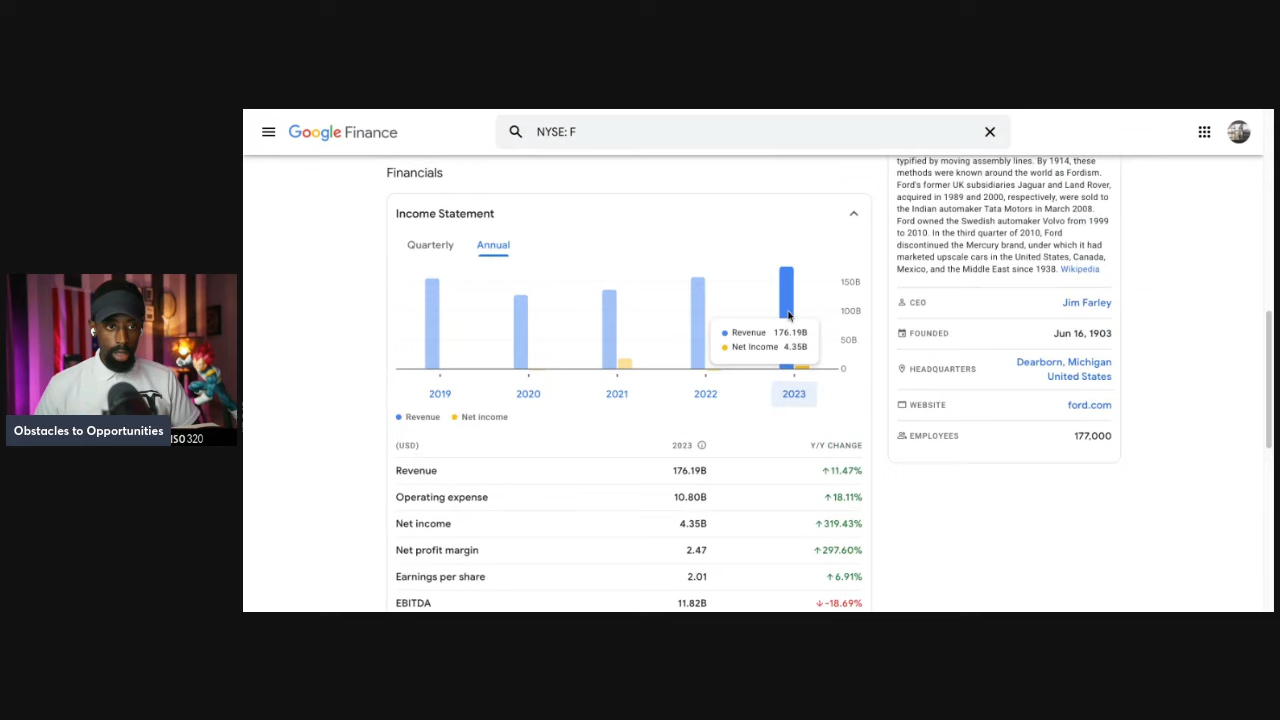 Google Finance
NYSE: F
Financials
Income Statement
Quarterly
Annual
150B
100B
50B
0
Revenue 176.19B
Net Income 4.35B
2019
2020
2021
2022
2023
Revenue
Net income
(USD) 2023 Y/Y CHANGE
Revenue 176.19B ↑11.47%
Operating expense 10.80B ↑18.11%
Net income 4.35B ↑319.43%
Net profit margin 2.47 ↑297.60%
Earnings per share 2.01 ↑6.91%
EBITDA 11.82B ↓-18.69%
typified by moving assembly lines. By 1914, these
methods were known around the world as Fordism.
Ford's former UK subsidiaries Jaguar and Land Rover,
acquired in 1989 and 2000, respectively, were sold to
the Indian automaker Tata Motors in March 2008.
Ford owned the Swedish automaker Volvo from 1999
to 2010. In the third quarter of 2010, Ford
discontinued the Mercury brand, under which it had
marketed upscale cars in the United States, Canada,
Mexico, and the Middle East since 1938. Wikipedia
CEO Jim Farley
FOUNDED Jun 16, 1903
HEADQUARTERS Dearborn, Michigan
United States
WEBSITE ford.com
EMPLOYEES 177,000
Obstacles to Opportunities
ISO 320